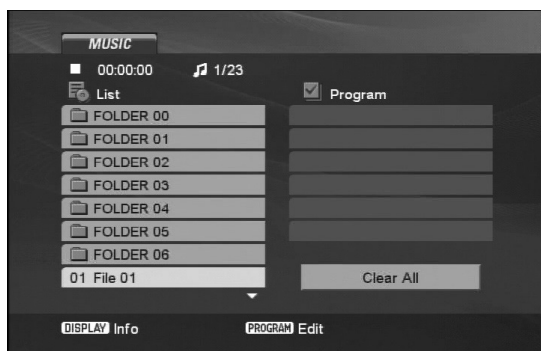 MUSIC
00:00:00 1/23
List
Program
FOLDER 00
FOLDER 01
FOLDER 02
FOLDER 03
FOLDER 04
FOLDER 05
FOLDER 06
01 File 01
Clear All
DISPLAY Info
PROGRAM Edit